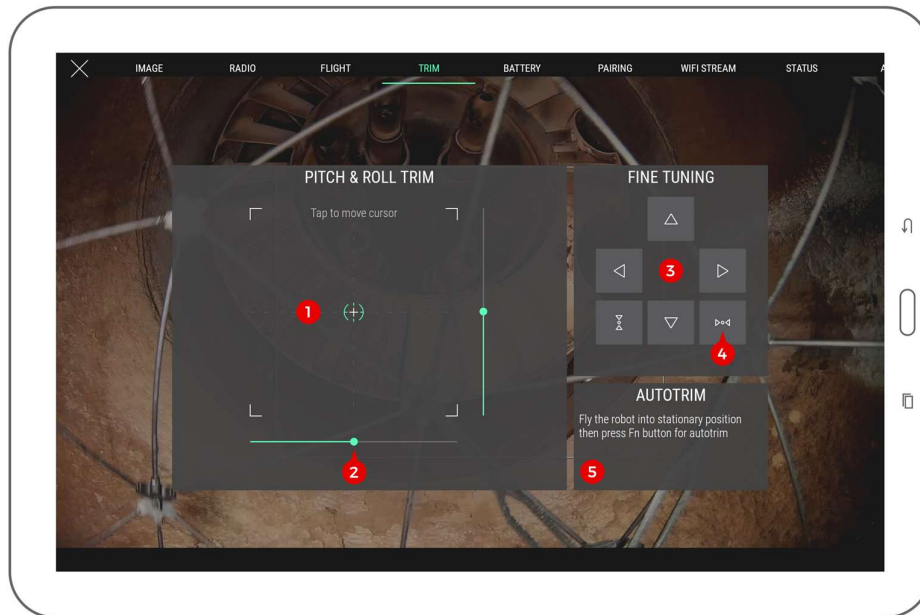 IMAGE RADIO FLIGHT TRIM BATTERY PAIRING WIFI STREAM STATUS A
PITCH & ROLL TRIM
Tap to move cursor
1
2
FINE TUNING
3
4
AUTOTRIM
Fly the robot into stationary position
then press Fn button for autotrim
5